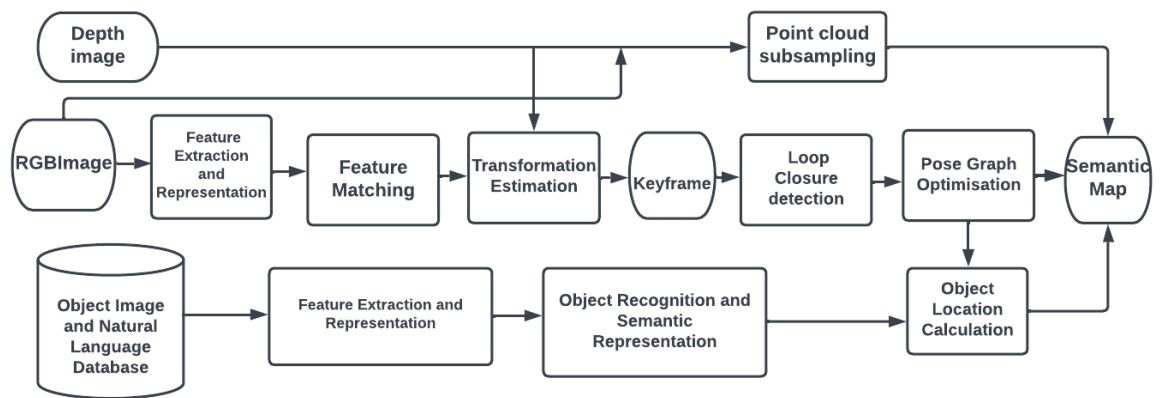 Depth
image
Point cloud
subsampling
RGBImage
Feature
Extraction
and
Representation
Feature
Matching
Transformation
Estimation
Keyframe
Loop
Closure
detection
Pose Graph
Optimisation
Semantic
Map
Object Image
and Natural
Language
Database
Feature Extraction and
Representation
Object Recognition and
Semantic
Representation
Object
Location
Calculation